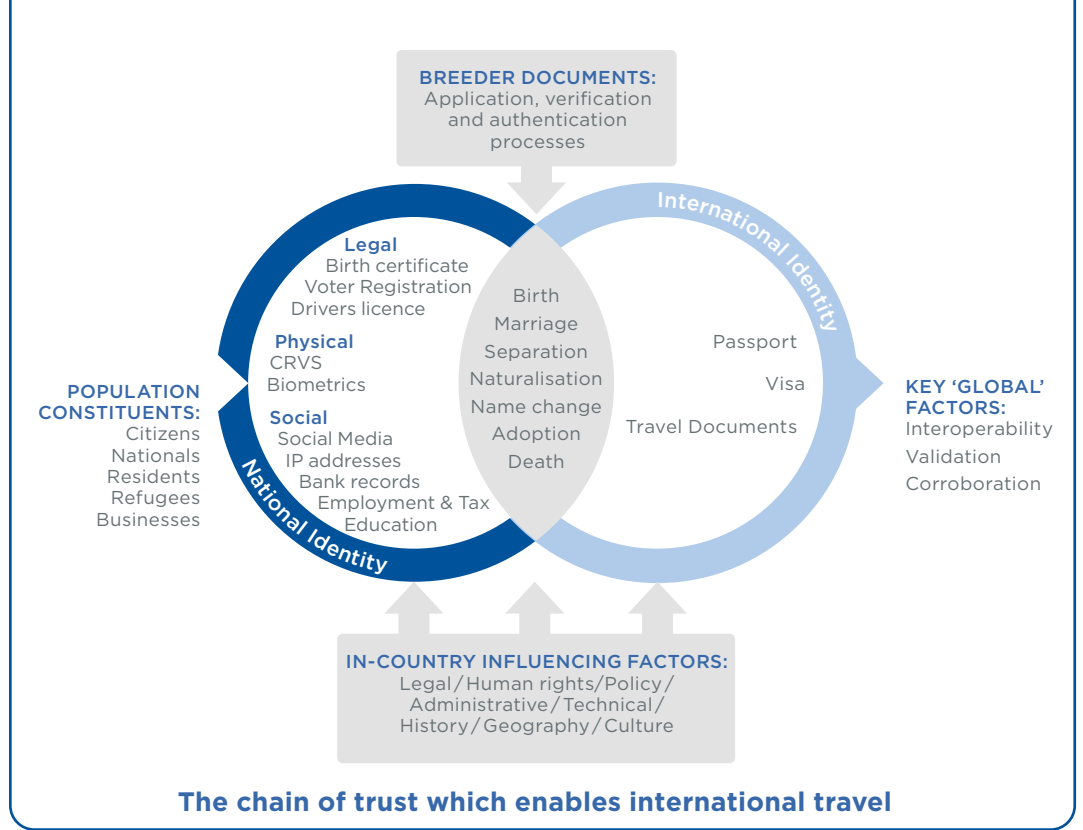 BREEDER DOCUMENTS:
Application, verification
and authentication
processes
International Identity
Legal
Birth certificate
Voter Registration
Drivers licence
Physical
CRVS
Biometrics
Social
Social Media
IP addresses
Bank records
Employment & Tax
Education
National Identity
Birth
Marriage
Separation
Naturalisation
Name change
Adoption
Death
Passport
Visa
Travel Documents
POPULATION
CONSTITUENTS:
Citizens
Nationals
Residents
Refugees
Businesses
KEY ‘GLOBAL’
FACTORS:
Interoperability
Validation
Corroboration
IN-COUNTRY INFLUENCING FACTORS:
Legal/Human rights/Policy/
Administrative/Technical/
History/Geography/Culture
The chain of trust which enables international travel